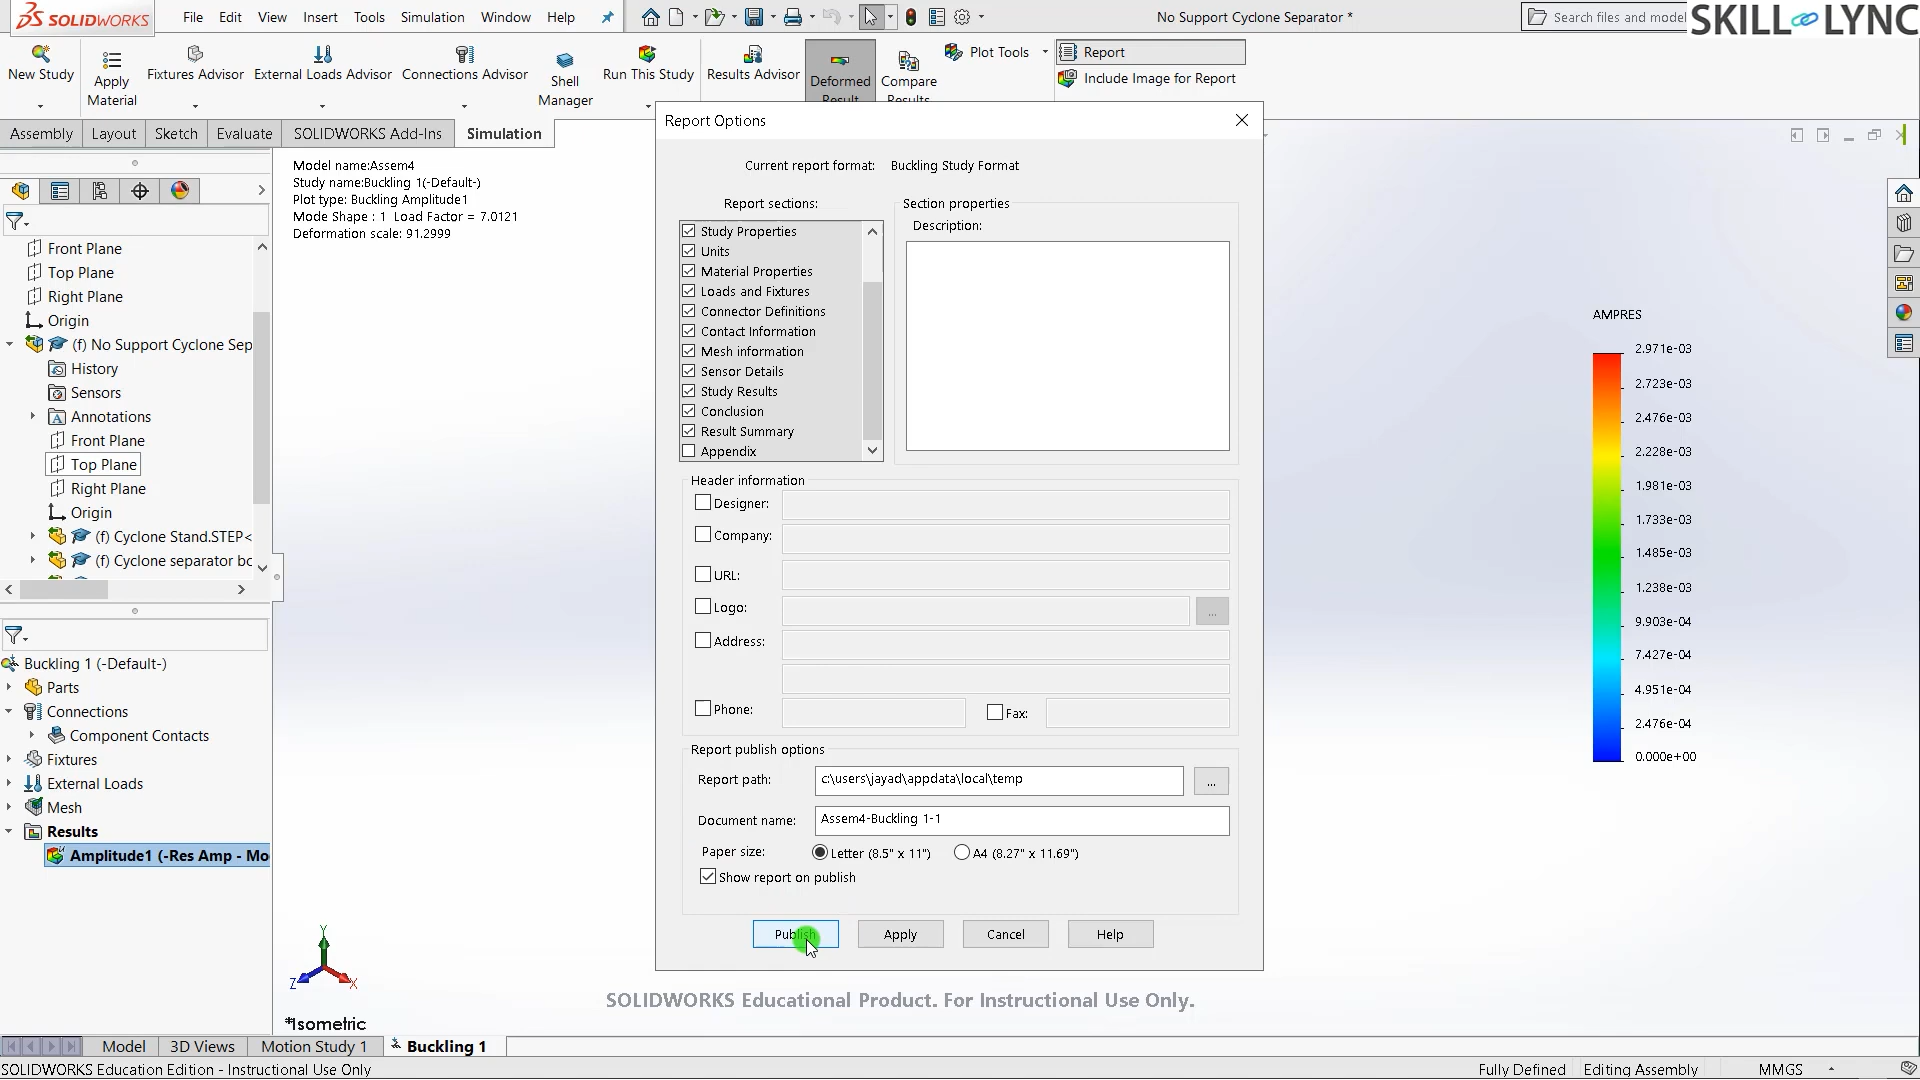 SOLIDWORKS
File Edit View Insert Tools Simulation Window Help
No Support Cyclone Separator *
Search files and model
SKILL LYNC
New Study
Apply Material
Fixtures Advisor
External Loads Advisor
Connections Advisor
Shell Manager
Run This Study
Results Advisor
Deformed Result
Compare Results
Plot Tools
Report
Include Image for Report
Assembly Layout Sketch Evaluate SOLIDWORKS Add-Ins Simulation
Model name:Assem4
Study name:Buckling 1(-Default-)
Plot type: Buckling Amplitude1
Mode Shape : 1 Load Factor = 7.0121
Deformation scale: 91.2999
Front Plane
Top Plane
Right Plane
Origin
(f) No Support Cyclone Sep
History
Sensors
Annotations
Front Plane
Top Plane
Right Plane
Origin
(f) Cyclone Stand.STEP<
(f) Cyclone separator bc
Buckling 1 (-Default-)
Parts
Connections
Component Contacts
Fixtures
External Loads
Mesh
Results
Amplitude1 (-Res Amp - Mo
Report Options
Current report format: Buckling Study Format
Report sections:
Study Properties
Units
Material Properties
Loads and Fixtures
Connector Definitions
Contact Information
Mesh information
Sensor Details
Study Results
Conclusion
Result Summary
Appendix
Section properties
Description:
Header information
Designer:
Company:
URL:
Logo:
...
Address:
Phone:
Fax:
Report publish options
Report path: c:\users\jayad\appdata\local\temp
...
Document name: Assem4-Buckling 1-1
Paper size: Letter (8.5" x 11") A4 (8.27" x 11.69")
Show report on publish
Publish Apply Cancel Help
AMPRES
2.971e-03
2.723e-03
2.476e-03
2.228e-03
1.981e-03
1.733e-03
1.485e-03
1.238e-03
9.903e-04
7.427e-04
4.951e-04
2.476e-04
0.000e+00
Y
Z
X
*Isometric
SOLIDWORKS Educational Product. For Instructional Use Only.
Model 3D Views Motion Study 1 Buckling 1
SOLIDWORKS Education Edition - Instructional Use Only
Fully Defined Editing Assembly MMGS